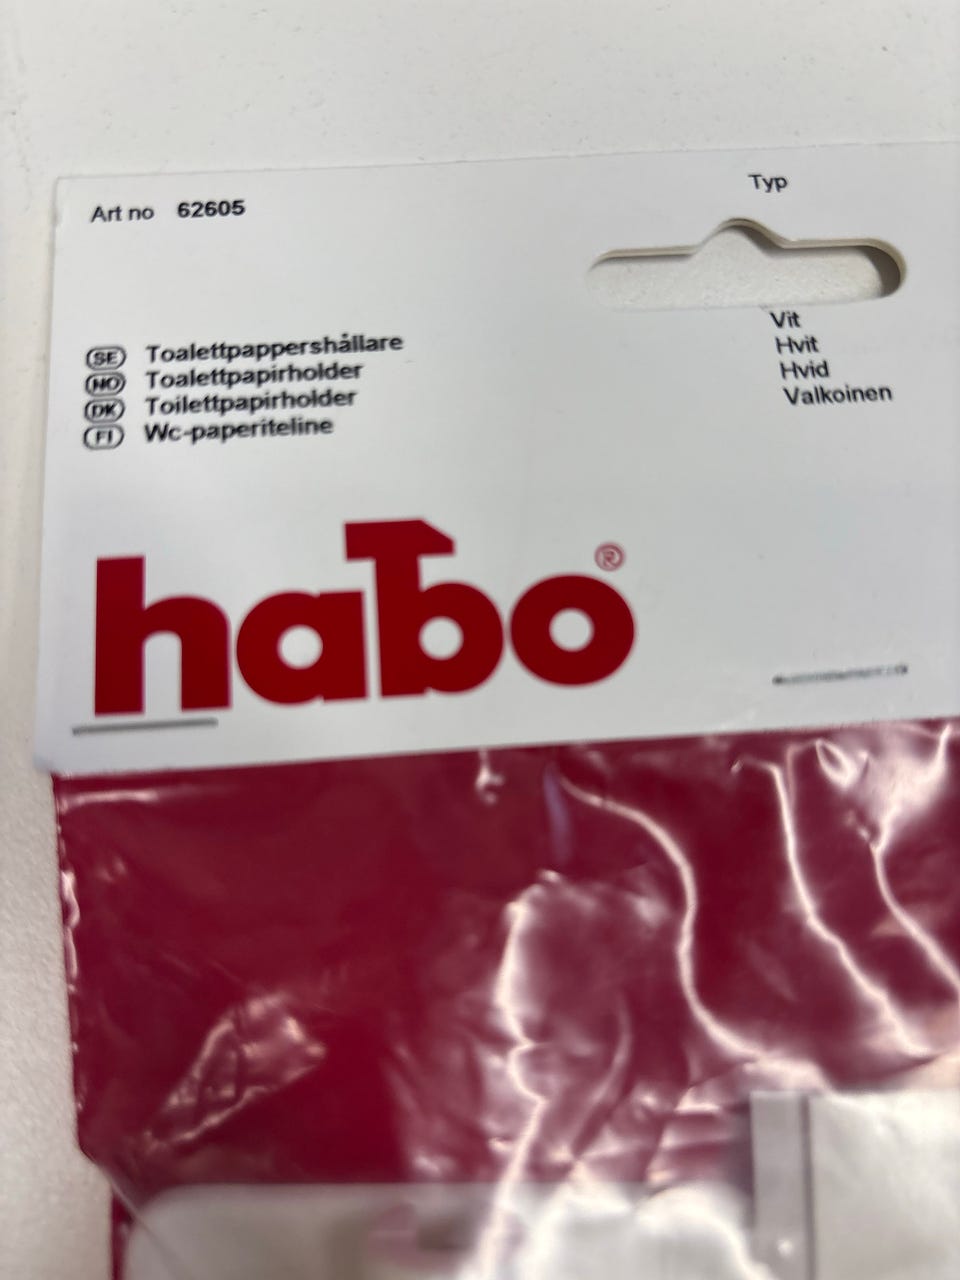 Art no 62605
Typ
SE Toalettpappershållare
NO Toalettpapirholder
DK Toilettpapirholder
FI Wc-paperiteline
Vit
Hvit
Hvid
Valkoinen
habo®